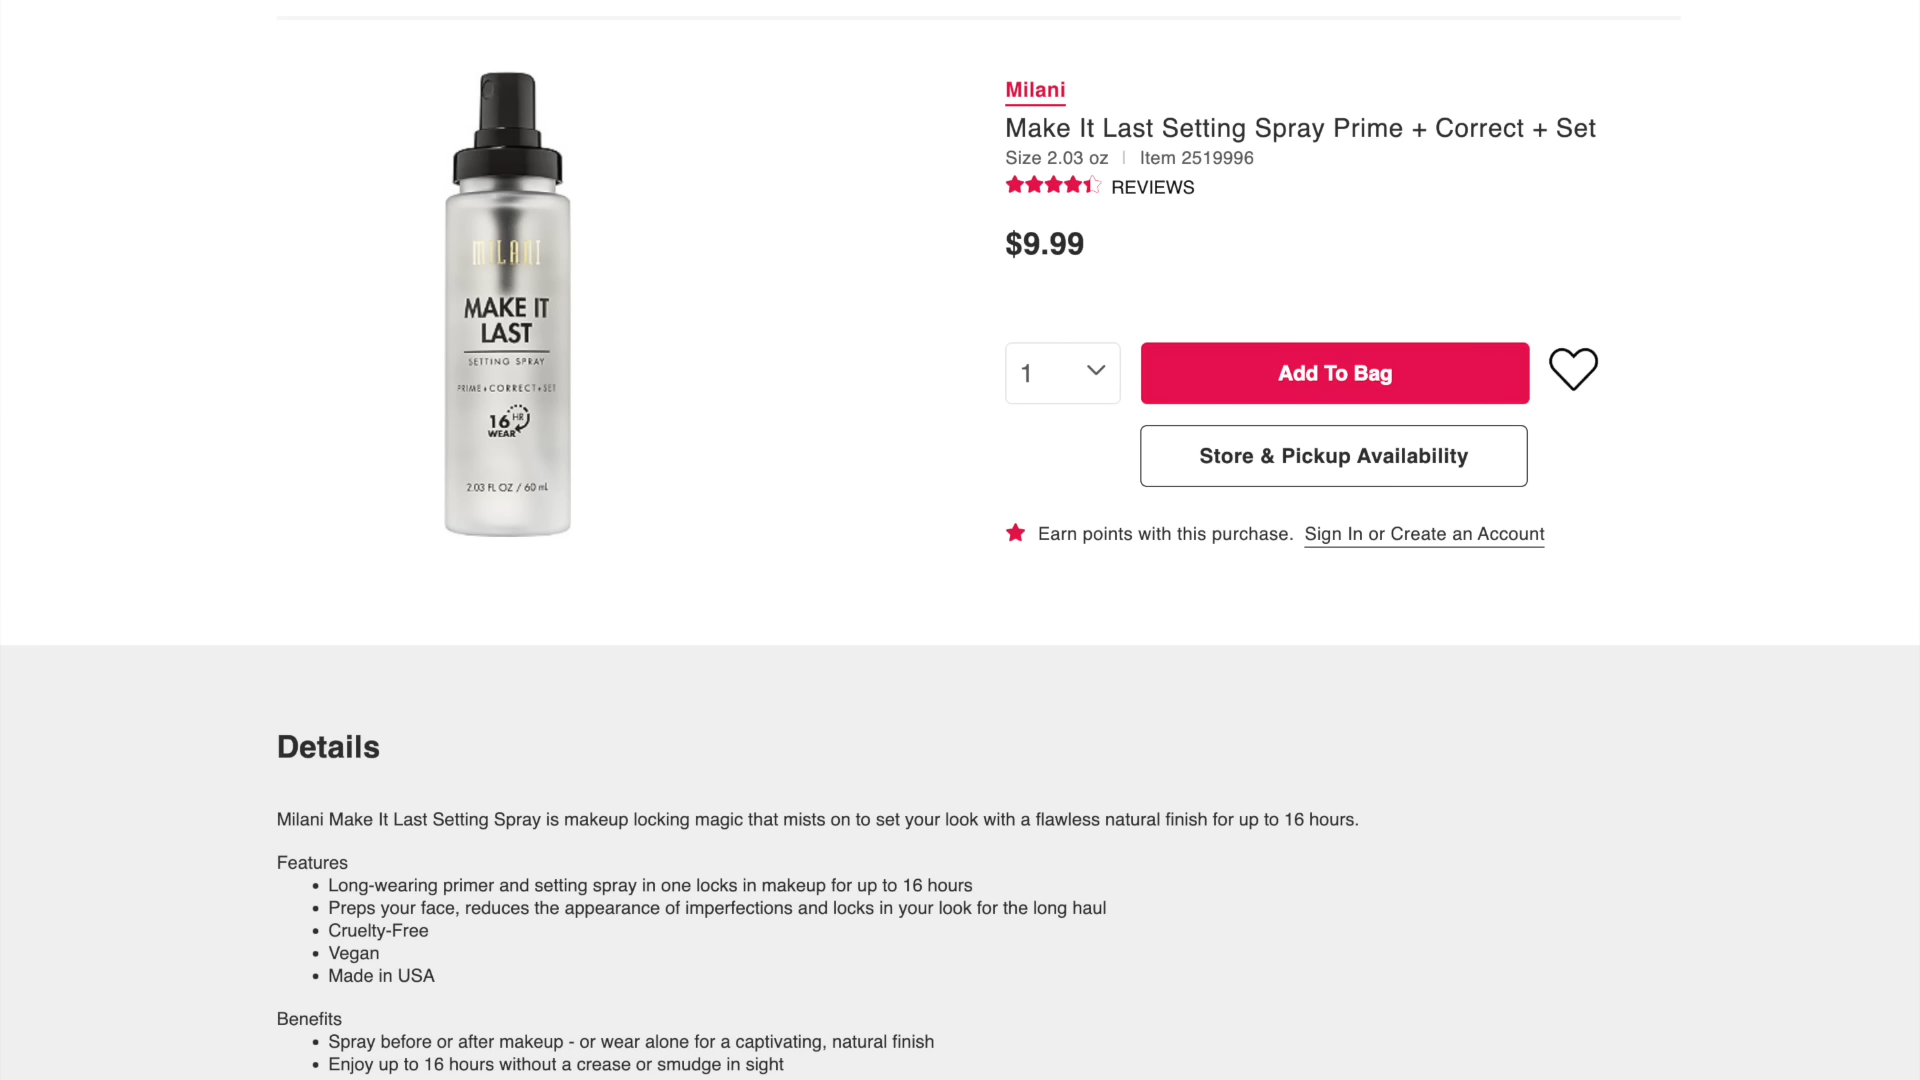 MILANI
MAKE IT
LAST
SETTING SPRAY
PRIME+CORRECT+SET
16 HR
WEAR
2.03 FL OZ / 60 mL
Milani
Make It Last Setting Spray Prime + Correct + Set
Size 2.03 oz | Item 2519996
REVIEWS
$9.99
1
Add To Bag
Store & Pickup Availability
Earn points with this purchase. Sign In or Create an Account
Details
Milani Make It Last Setting Spray is makeup locking magic that mists on to set your look with a flawless natural finish for up to 16 hours.
Features
• Long-wearing primer and setting spray in one locks in makeup for up to 16 hours
• Preps your face, reduces the appearance of imperfections and locks in your look for the long haul
• Cruelty-Free
• Vegan
• Made in USA
Benefits
• Spray before or after makeup - or wear alone for a captivating, natural finish
• Enjoy up to 16 hours without a crease or smudge in sight